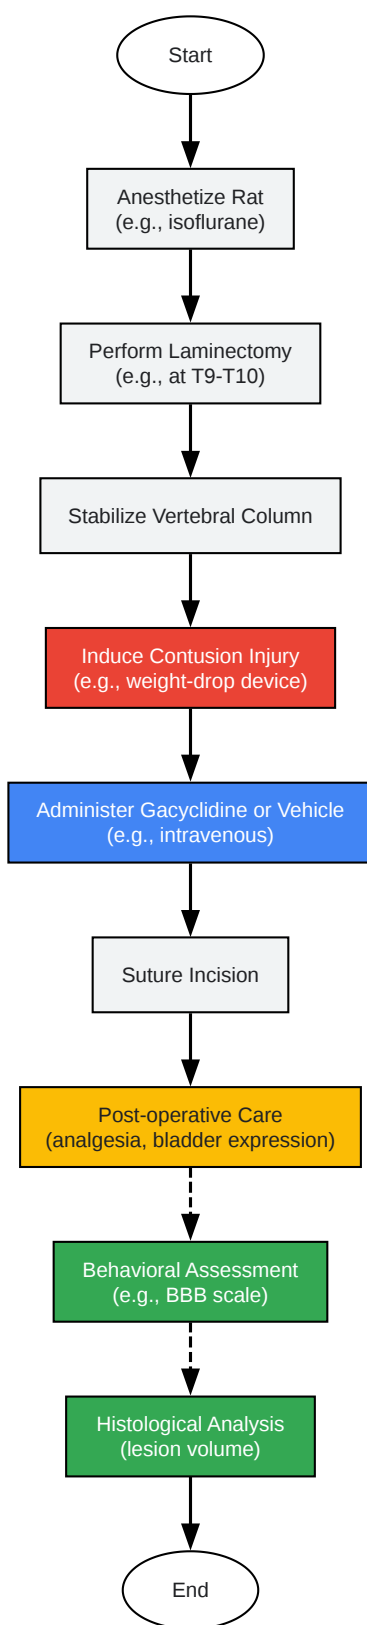 Start
Anesthetize Rat
(e.g., isoflurane)
Perform Laminectomy
(e.g., at T9-T10)
Stabilize Vertebral Column
Induce Contusion Injury
(e.g., weight-drop device)
Administer Gacyclidine or Vehicle
(e.g., intravenous)
Suture Incision
Post-operative Care
(analgesia, bladder expression)
Behavioral Assessment
(e.g., BBB scale)
Histological Analysis
(lesion volume)
End